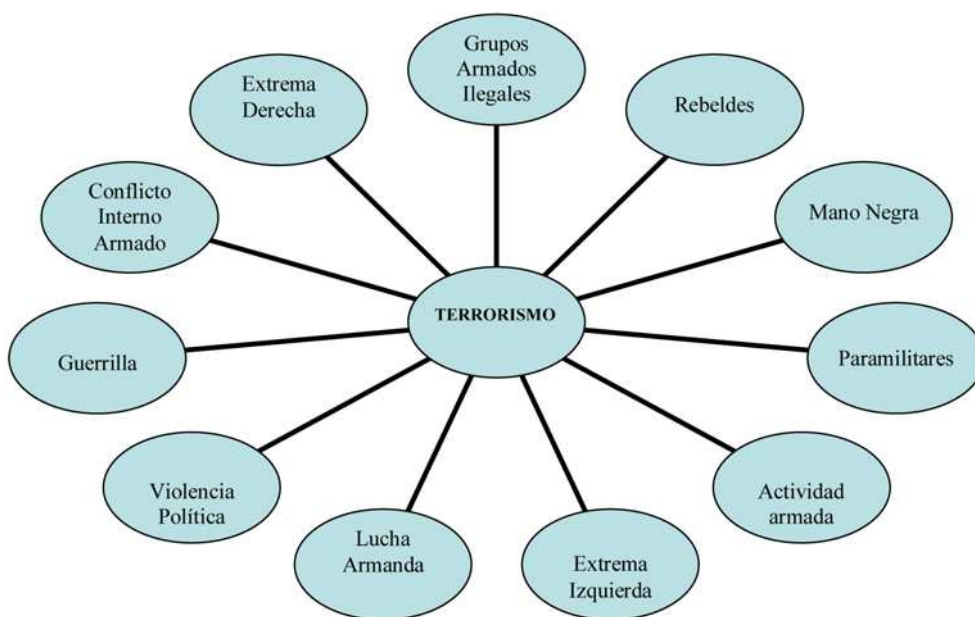 Grupos
Armados
Ilegales
Extrema
Derecha
Rebeldes
Conflicto
Interno
Armado
Mano Negra
TERRORISMO
Guerrilla
Paramilitares
Violencia
Política
Actividad
armada
Lucha
Armanda
Extrema
Izquierda